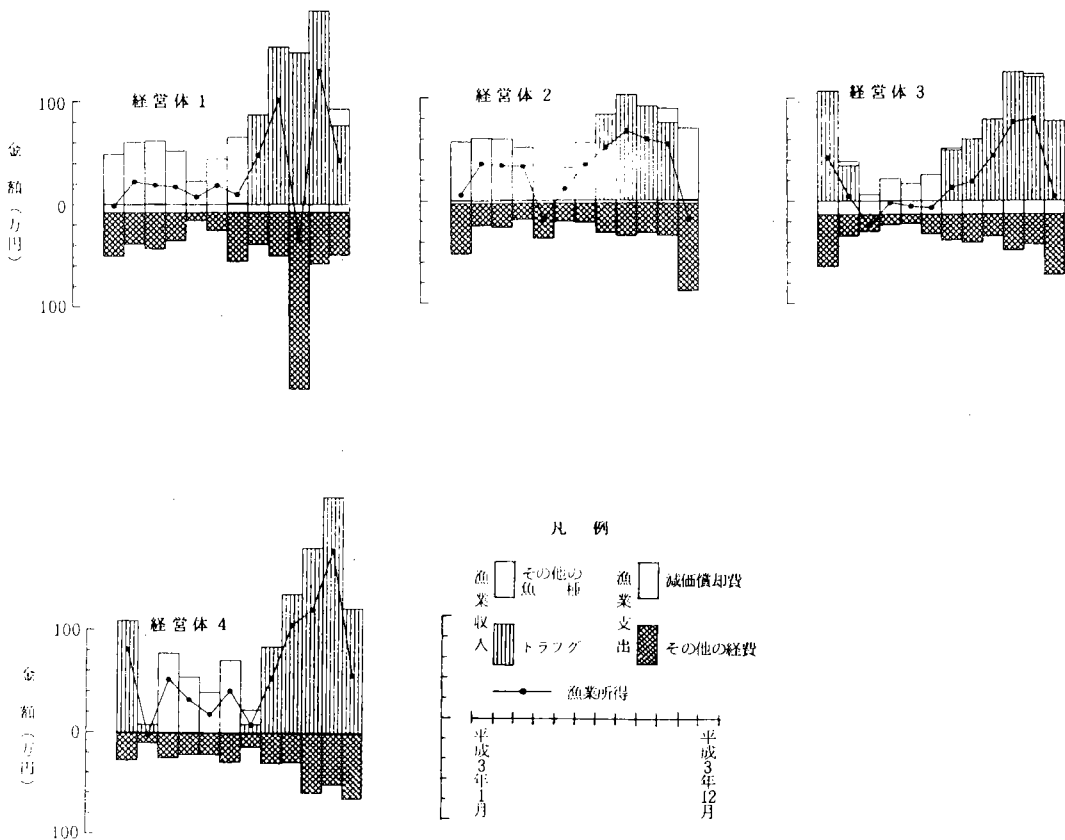 経営体1
経営体2
経営体3
100
0
100
金額(万円)
経営体4
100
0
100
金額(万円)
凡例
漁業収入
その他の魚種
トラフグ
漁業支出
減価償却費
その他の経費
漁業所得
平成3年1月
平成3年12月